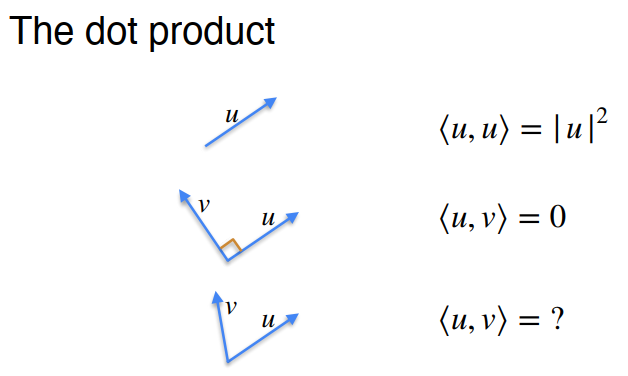 The dot product
u
⟨u, u⟩ = |u|²
v
u
⟨u, v⟩ = 0
v
u
⟨u, v⟩ = ?